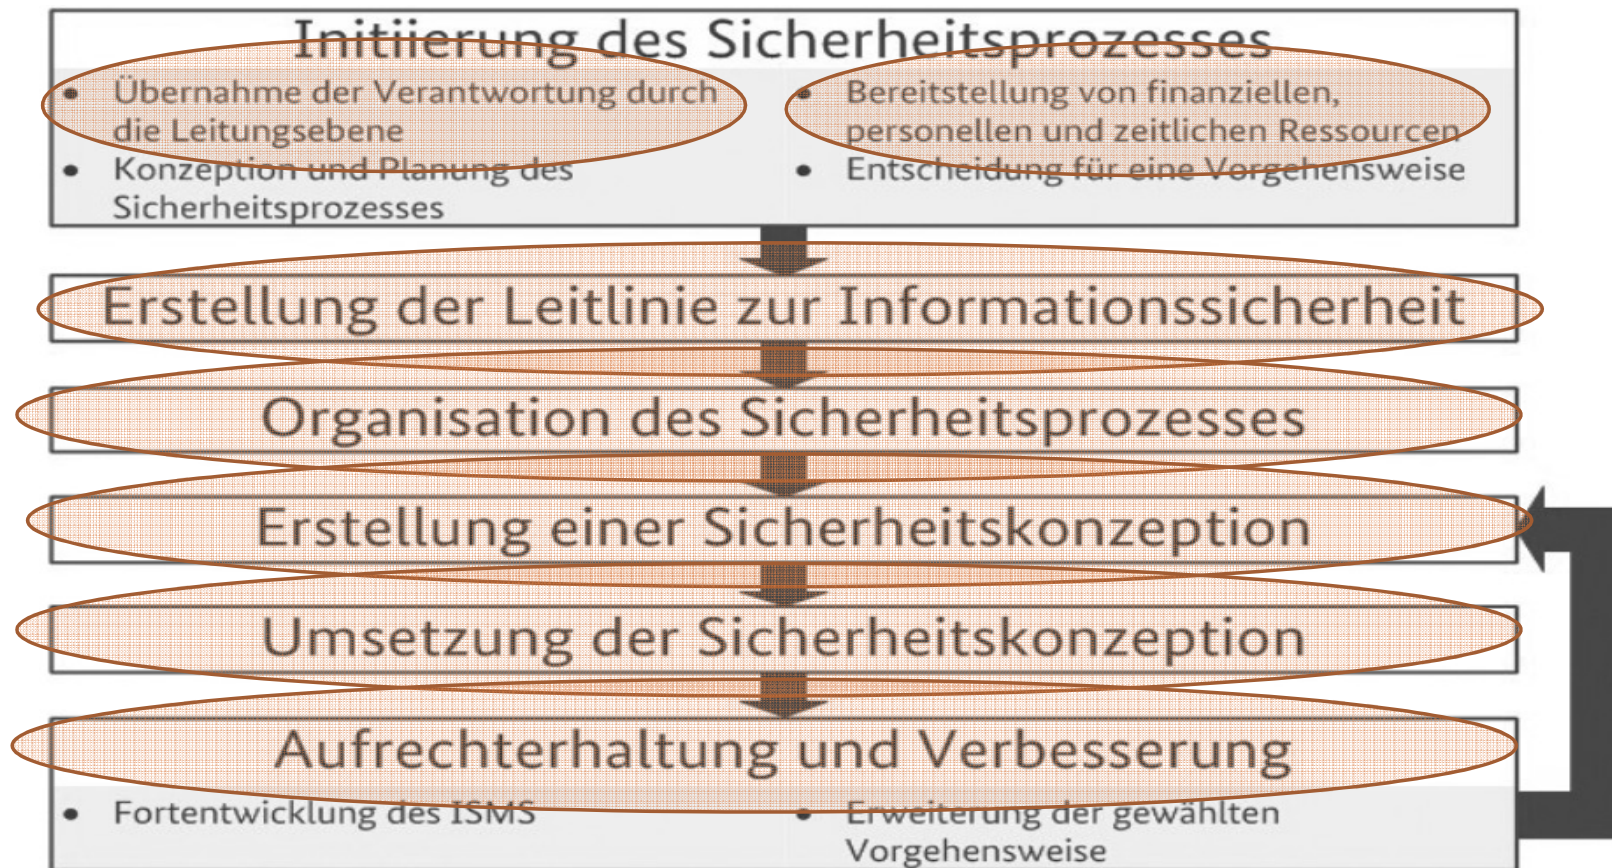 Initiierung des Sicherheitsprozesses
• Übernahme der Verantwortung durch
die Leitungsebene
• Konzeption und Planung des
Sicherheitsprozesses
• Bereitstellung von finanziellen,
personellen und zeitlichen Ressourcen
• Entscheidung für eine Vorgehensweise
Erstellung der Leitlinie zur Informationssicherheit
Organisation des Sicherheitsprozesses
Erstellung einer Sicherheitskonzeption
Umsetzung der Sicherheitskonzeption
Aufrechterhaltung und Verbesserung
• Fortentwicklung des ISMS
• Erweiterung der gewählten
Vorgehensweise